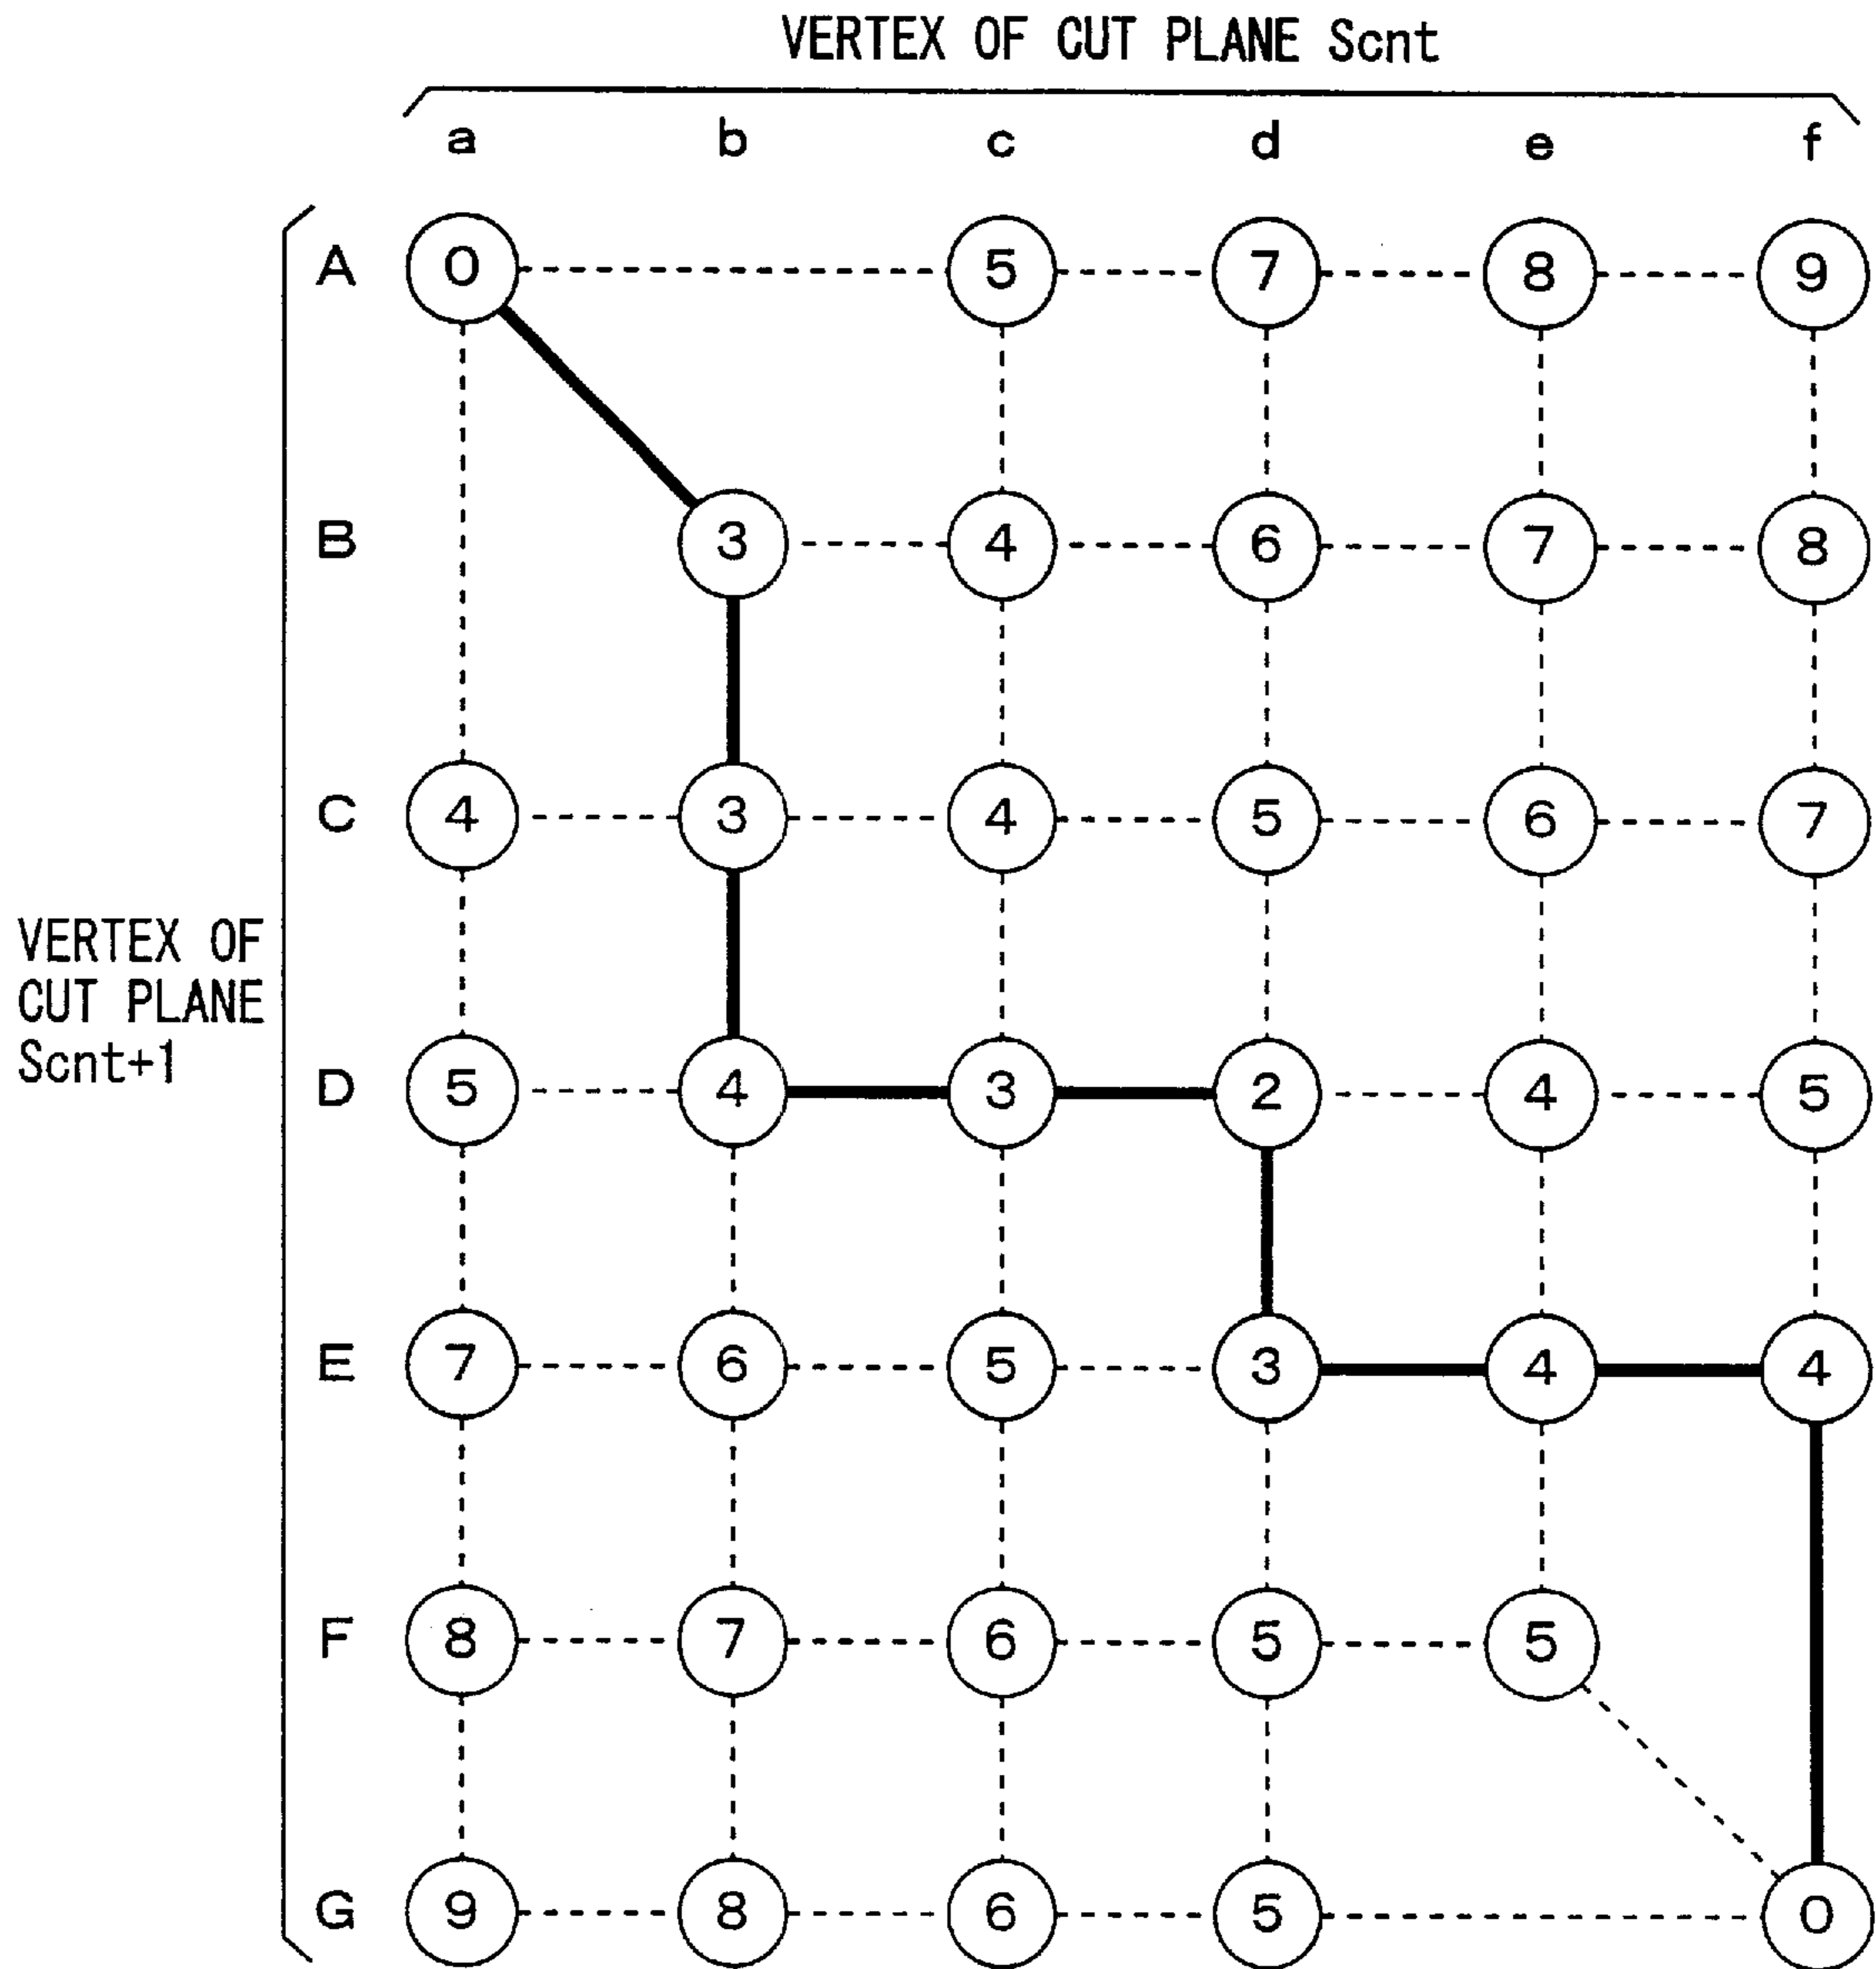 VERTEX OF CUT PLANE Scnt
a b c d e f
A 0 5 7 8 9
B 3 4 6 7 8
C 4 3 4 5 6 7
VERTEX OF
CUT PLANE
Scnt+1
D 5 4 3 2 4 5
E 7 6 5 3 4 4
F 8 7 6 5 5
G 9 8 6 5 0